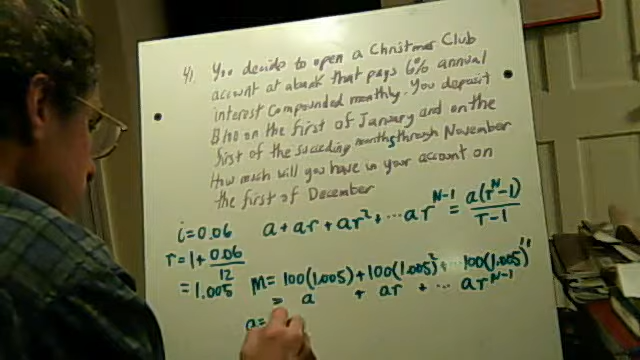 41. You decide to open a Christmas Club
account at a bank that pays 6% annual
interest compounded monthly. You deposit
$100 on the first of January and on the
first of the succeeding months through November
How much will you have in your account on
the first of December
i = 0.06
a + ar + ar² + ... ar^(N-1) = a(r^N - 1) / r - 1
r = 1 + 0.06/12
= 1.005
M = 100(1.005) + 100(1.005)² + ... 100(1.005)^11
= a + ar + ... ar^(N-1)
a =